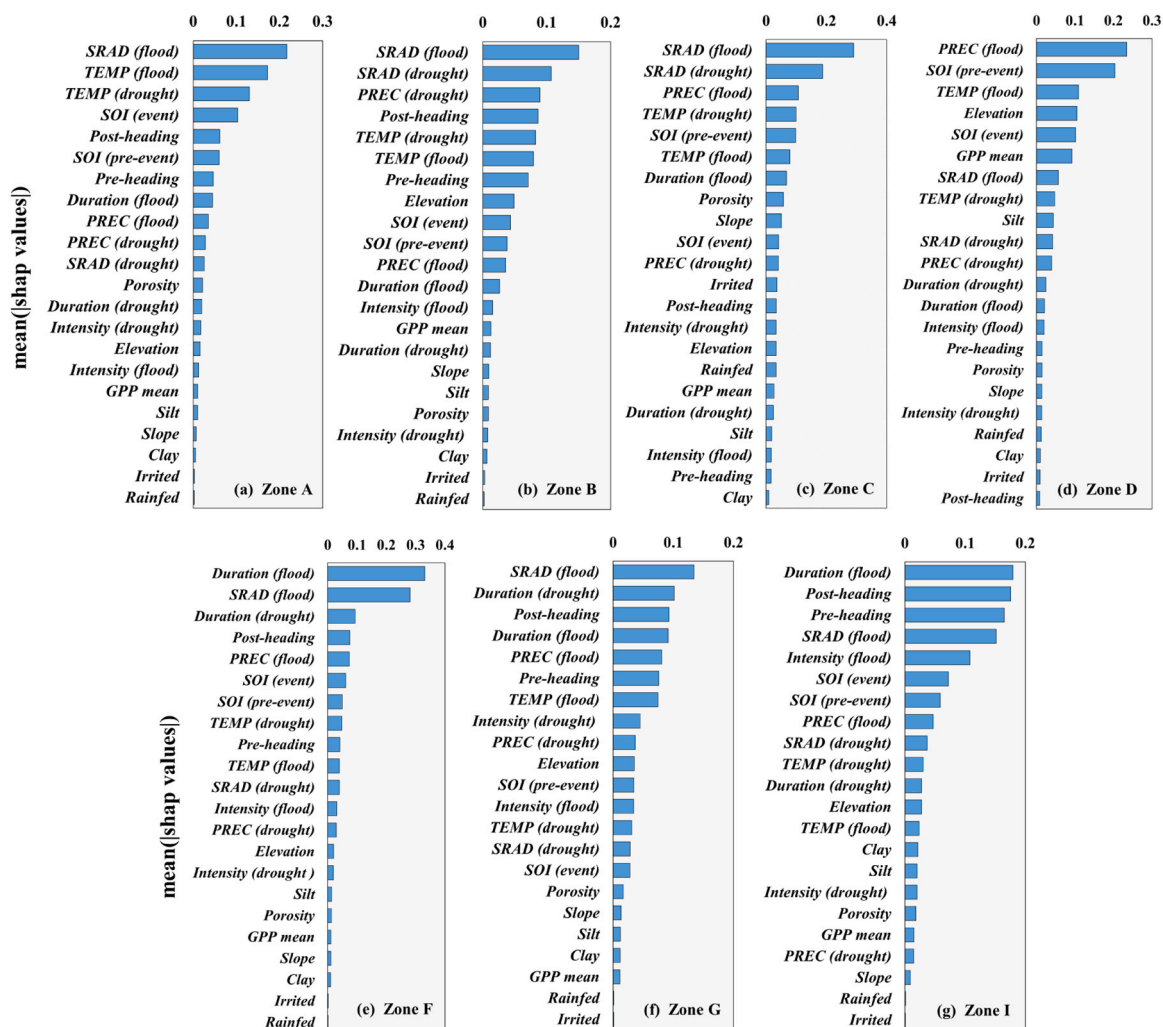 0 0.1 0.2 0.3
SRAD (flood)
TEMP (flood)
TEMP (drought)
SOI (event)
Post-heading
SOI (pre-event)
Pre-heading
Duration (flood)
PREC (flood)
PREC (drought)
SRAD (drought)
Porosity
Duration (drought)
Intensity (drought)
Elevation
Intensity (flood)
GPP mean
Silt
Slope
Clay
Irrited
Rainfed
(a) Zone A
0 0.1 0.2
SRAD (flood)
SRAD (drought)
PREC (drought)
Post-heading
TEMP (drought)
TEMP (flood)
Pre-heading
Elevation
SOI (event)
SOI (pre-event)
PREC (flood)
Duration (flood)
Intensity (flood)
GPP mean
Duration (drought)
Slope
Silt
Porosity
Intensity (drought)
Clay
Irrited
Rainfed
(b) Zone B
0 0.2 0.4
SRAD (flood)
SRAD (drought)
PREC (flood)
TEMP (drought)
SOI (pre-event)
TEMP (flood)
Duration (flood)
Porosity
Slope
SOI (event)
PREC (drought)
Irrited
Post-heading
Intensity (drought)
Elevation
Rainfed
GPP mean
Duration (drought)
Silt
Intensity (flood)
Pre-heading
Clay
(c) Zone C
0 0.1 0.2 0.3
PREC (flood)
SOI (pre-event)
TEMP (flood)
Elevation
SOI (event)
GPP mean
SRAD (flood)
TEMP (drought)
Silt
SRAD (drought)
PREC (drought)
Duration (drought)
Duration (flood)
Intensity (flood)
Pre-heading
Porosity
Slope
Intensity (drought)
Rainfed
Clay
Irrited
Post-heading
(d) Zone D
mean(|shap values|)
0 0.1 0.2 0.3 0.4
Duration (flood)
SRAD (flood)
Duration (drought)
Post-heading
PREC (flood)
SOI (event)
SOI (pre-event)
TEMP (drought)
Pre-heading
TEMP (flood)
SRAD (drought)
Intensity (flood)
PREC (drought)
Elevation
Intensity (drought )
Silt
Porosity
GPP mean
Slope
Clay
Irrited
Rainfed
(e) Zone F
0 0.1 0.2
SRAD (flood)
Duration (drought)
Post-heading
Duration (flood)
PREC (flood)
Pre-heading
TEMP (flood)
Intensity (drought)
PREC (drought)
Elevation
SOI (pre-event)
Intensity (flood)
TEMP (drought)
SRAD (drought)
SOI (event)
Porosity
Slope
Silt
Clay
GPP mean
Rainfed
Irrited
(f) Zone G
0 0.1 0.2
Duration (flood)
Post-heading
Pre-heading
SRAD (flood)
Intensity (flood)
SOI (event)
SOI (pre-event)
PREC (flood)
SRAD (drought)
TEMP (drought)
Duration (drought)
Elevation
TEMP (flood)
Clay
Silt
Intensity (drought)
Porosity
GPP mean
PREC (drought)
Slope
Rainfed
Irrited
(g) Zone I
mean(|shap values|)